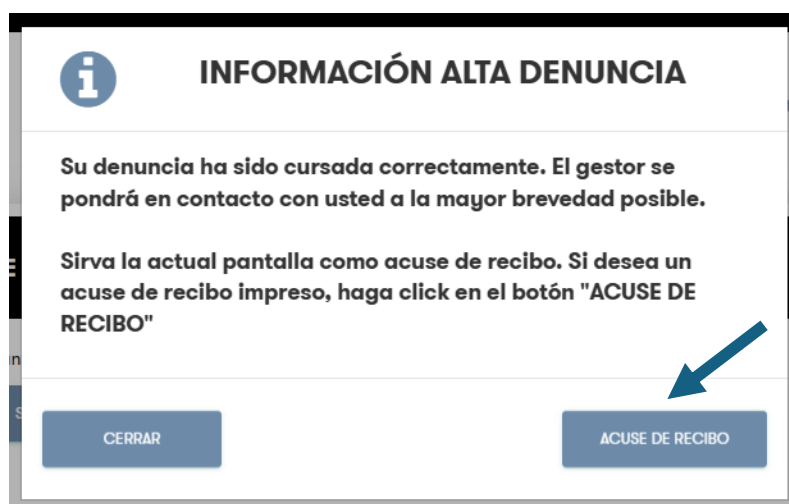 INFORMACIÓN ALTA DENUNCIA
Su denuncia ha sido cursada correctamente. El gestor se
pondrá en contacto con usted a la mayor brevedad posible.
Sirva la actual pantalla como acuse de recibo. Si desea un
acuse de recibo impreso, haga click en el botón "ACUSE DE
RECIBO"
CERRAR
ACUSE DE RECIBO